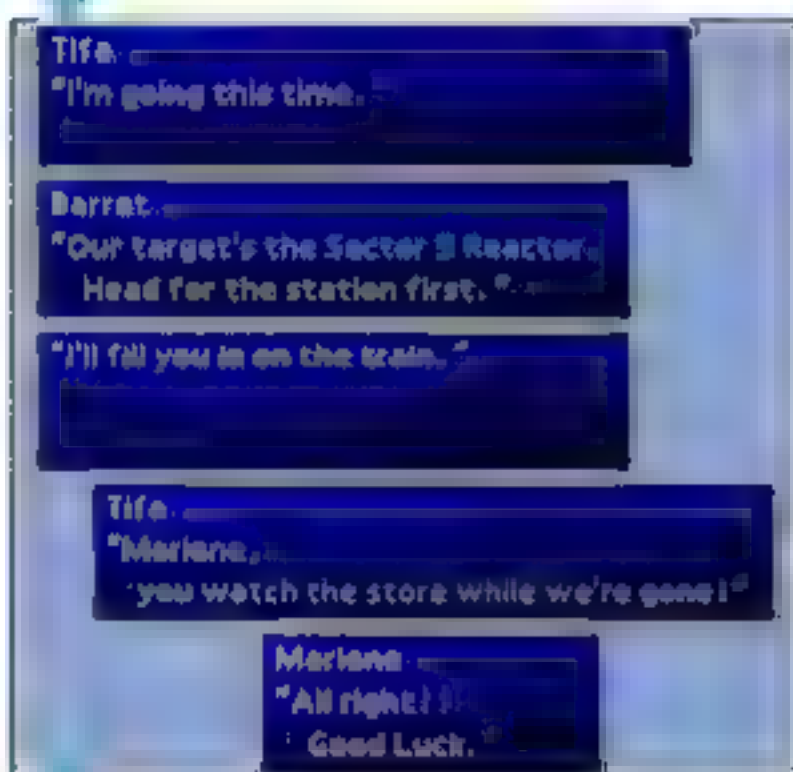 Tifa
"I'm going this time. "
Barret
"Our target's the Sector 5 Reactor.
Head for the station first. "
"I'll fill you in on the train. "
Tifa
"Marlene,
you watch the store while we're gone!"
Marlene
"All right!
Good Luck. "